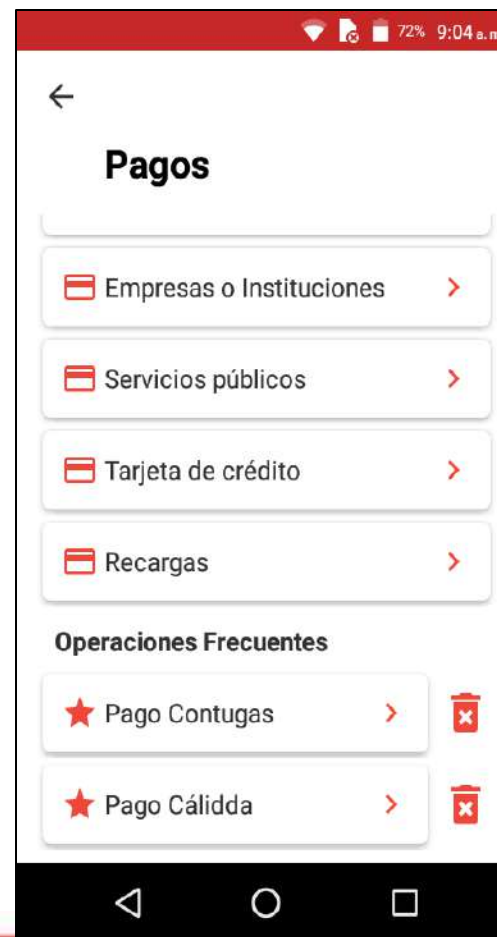 72% 9:04 a.m
Pagos
Empresas o Instituciones
Servicios públicos
Tarjeta de crédito
Recargas
Operaciones Frecuentes
Pago Contugas
Pago Cálidda